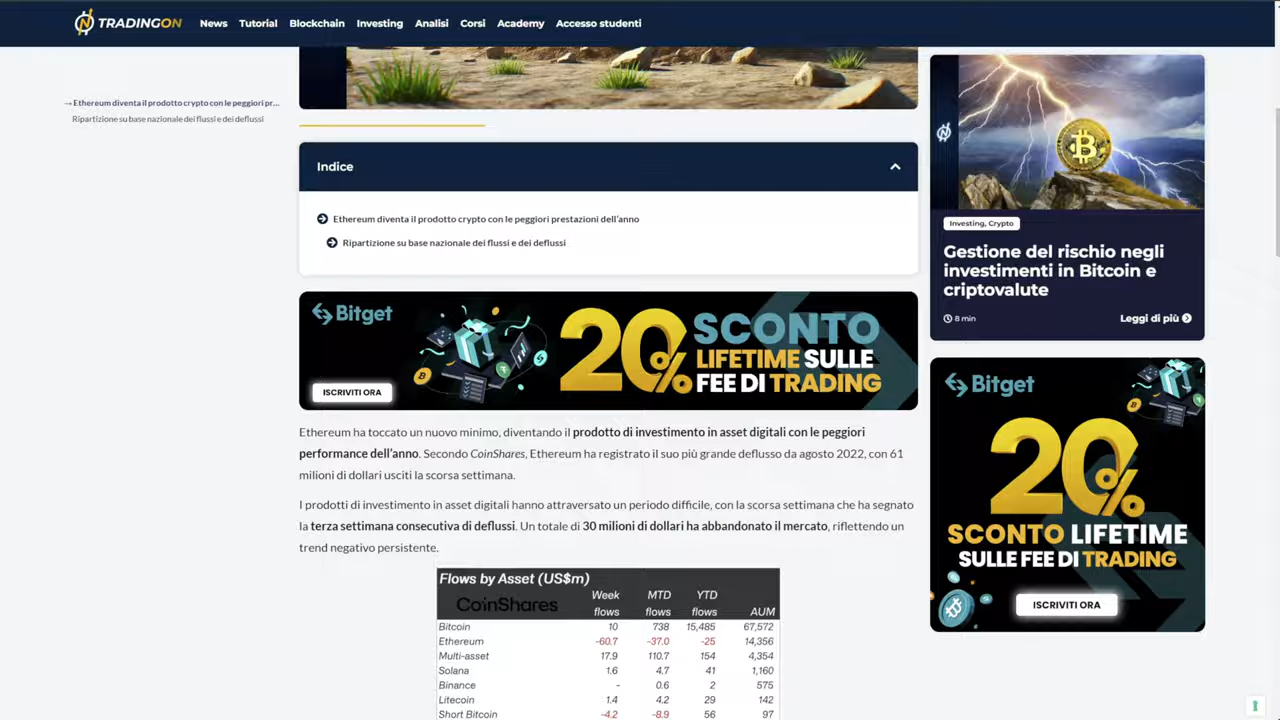 TRADINGON News Tutorial Blockchain Investing Analisi Corsi Academy Accesso studenti
→ Ethereum diventa il prodotto crypto con le peggiori pr...
Ripartizione su base nazionale dei flussi e dei deflussi
Indice
Ethereum diventa il prodotto crypto con le peggiori prestazioni dell'anno
Ripartizione su base nazionale dei flussi e dei deflussi
Bitget
20% SCONTO
LIFETIME SULLE
FEE DI TRADING
ISCRIVITI ORA
Ethereum ha toccato un nuovo minimo, diventando il prodotto di investimento in asset digitali con le peggiori
performance dell'anno. Secondo CoinShares, Ethereum ha registrato il suo più grande deflusso da agosto 2022, con 61
milioni di dollari usciti la scorsa settimana.
I prodotti di investimento in asset digitali hanno attraversato un periodo difficile, con la scorsa settimana che ha segnato
la terza settimana consecutiva di deflussi. Un totale di 30 milioni di dollari ha abbandonato il mercato, riflettendo un
trend negativo persistente.
Flows by Asset (US$m)
CoinShares
Week MTD YTD
flows flows flows AUM
Bitcoin 10 738 15,485 67,572
Ethereum -60.7 -37.0 -25 14,356
Multi-asset 17.9 110.7 154 4,354
Solana 1.6 4.7 41 1,160
Binance - 0.6 2 575
Litecoin 1.4 4.2 29 142
Short Bitcoin -4.2 -8.9 56 97
Investing, Crypto
Gestione del rischio negli
investimenti in Bitcoin e
criptovalute
8 min Leggi di più
Bitget
20%
SCONTO LIFETIME
SULLE FEE DI TRADING
ISCRIVITI ORA